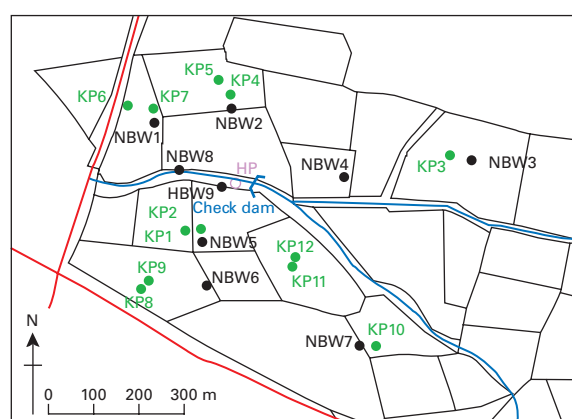 KP5
KP4
KP6
KP7
NBW1
NBW2
NBW8
HP
NBW4
KP3
NBW3
HBW9
Check dam
KP2
KP1
NBW5
KP12
KP11
KP9
KP8
NBW6
NBW7
KP10
N
0 100 200 300 m